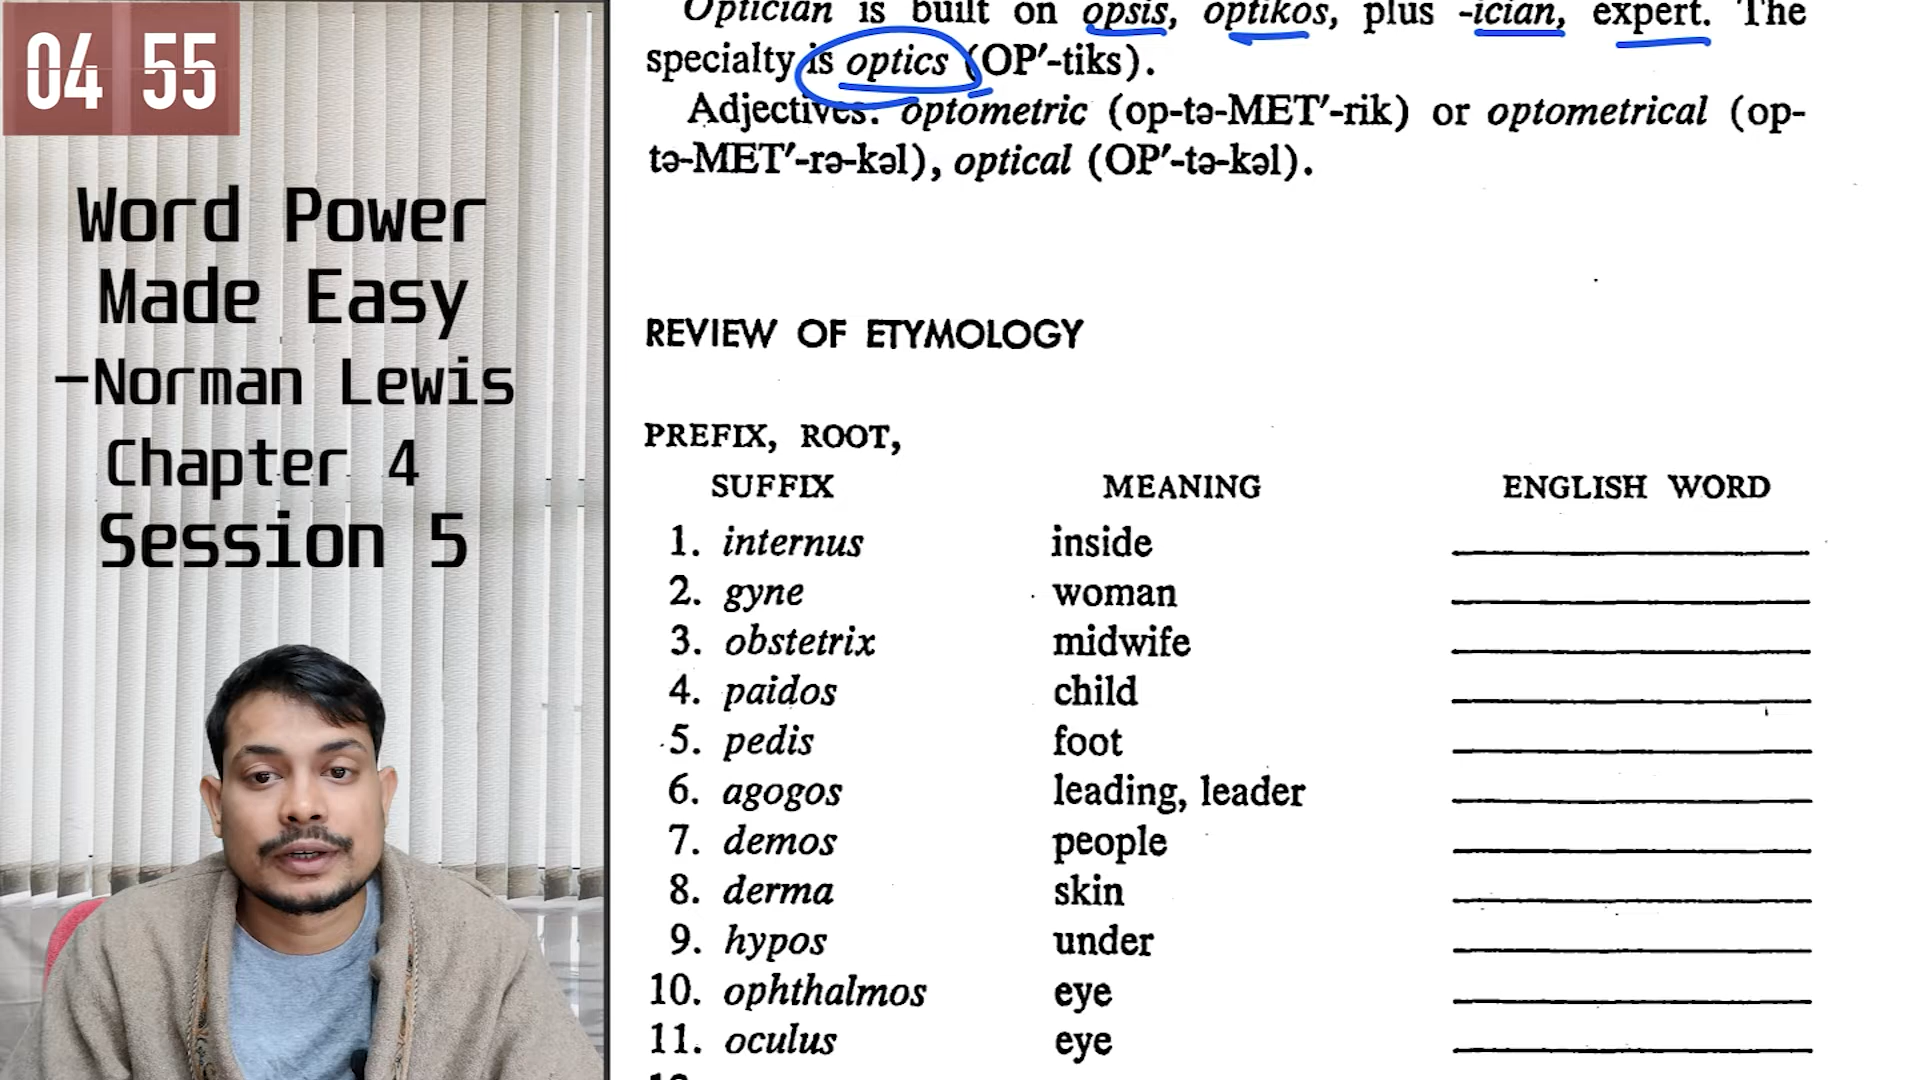 04 55
Word Power
Made Easy
-Norman Lewis
Chapter 4
Session 5
Optician is built on opsis, optikos, plus -ician, expert. The
specialty is optics (OP′-tiks).
Adjectives: optometric (op-tə-MET′-rik) or optometrical (op-
tə-MET′-rə-kəl), optical (OP′-tə-kəl).
REVIEW OF ETYMOLOGY
PREFIX, ROOT,
SUFFIX MEANING ENGLISH WORD
1. internus inside
2. gyne woman
3. obstetrix midwife
4. paidos child
5. pedis foot
6. agogos leading, leader
7. demos people
8. derma skin
9. hypos under
10. ophthalmos eye
11. oculus eye